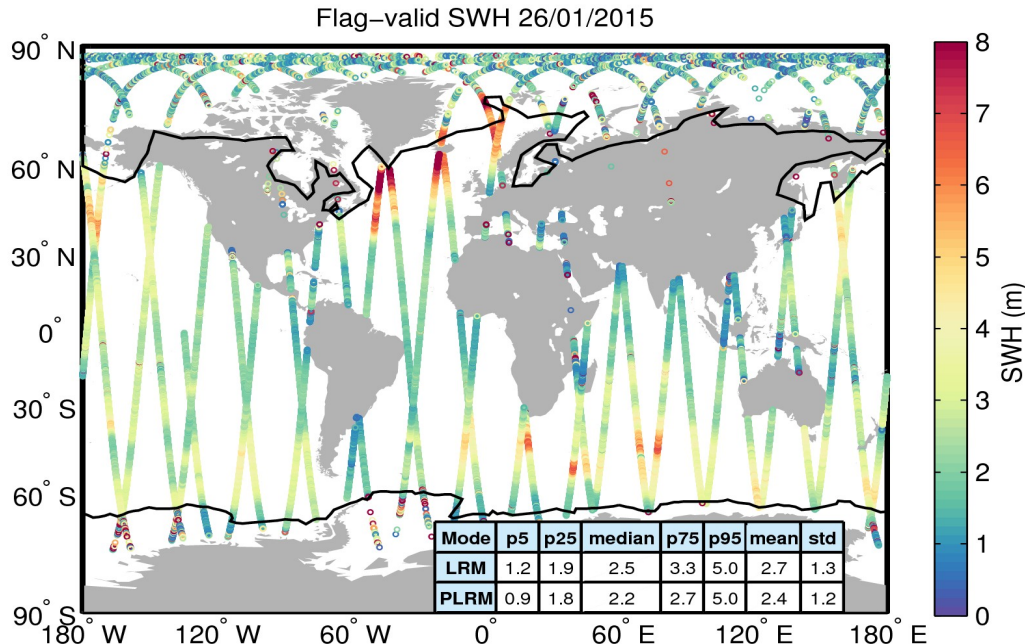 Flag-valid SWH 26/01/2015
90° N
60° N
30° N
0°
30° S
60° S
90° S
180° W
120° W
60° W
0°
60° E
120° E
180° E
8
7
6
5
4
3
2
1
0
SWH (m)
Mode p5 p25 median p75 p95 mean std
LRM 1.2 1.9 2.5 3.3 5.0 2.7 1.3
PLRM 0.9 1.8 2.2 2.7 5.0 2.4 1.2